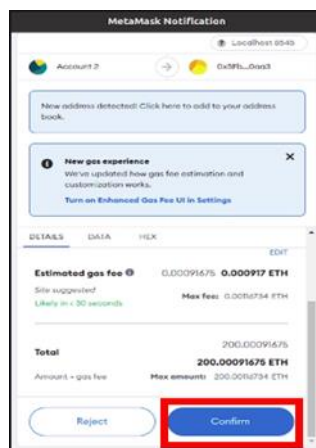 MetaMask Notification
Localhost 8545
Account 2
New address detected! Click here to add to your address
book.
New gas experience
We've updated how gas fee estimation and
customization works.
Turn on Enhanced Gas Fee UI in Settings
DETAILS DATA HEX
EDIT
Estimated gas fee 0.00091675 0.000917 ETH
Site suggested
Likely in < 30 seconds
Max fee:
Total
200.00091675
200.00091675 ETH
Amount + gas fee Max amount:
Reject Confirm